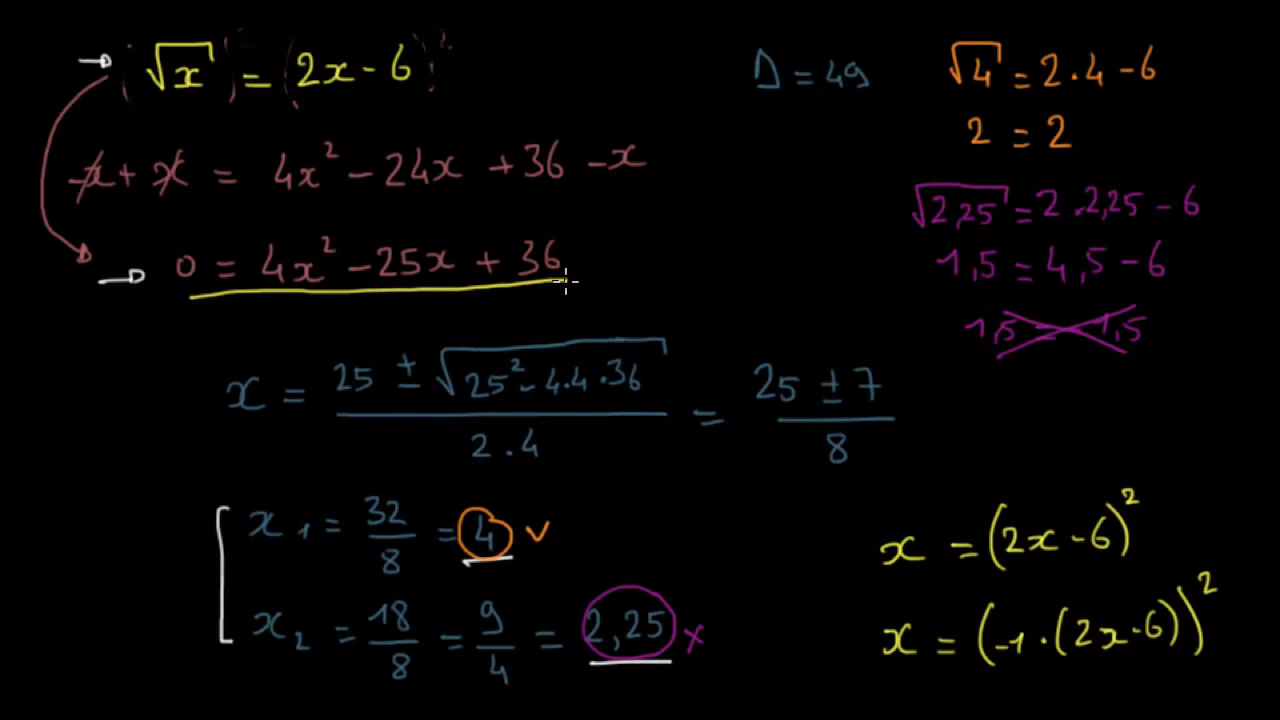 (√x) = (2x - 6)²
-x + x = 4x² - 24x + 36 - x
0 = 4x² - 25x + 36
x = (25 ± √(25² - 4.4.36)) / (2.4) = (25 ± 7) / 8
x₁ = 32/8 = 4 v
x₂ = 18/8 = 9/4 = 2,25 x
D = 49
√4 = 2.4 - 6
2 = 2
√2,25 = 2.2,25 - 6
1,5 = 4,5 - 6
1,5 = -1,5
x = (2x - 6)²
x = (-1.(2x - 6))²